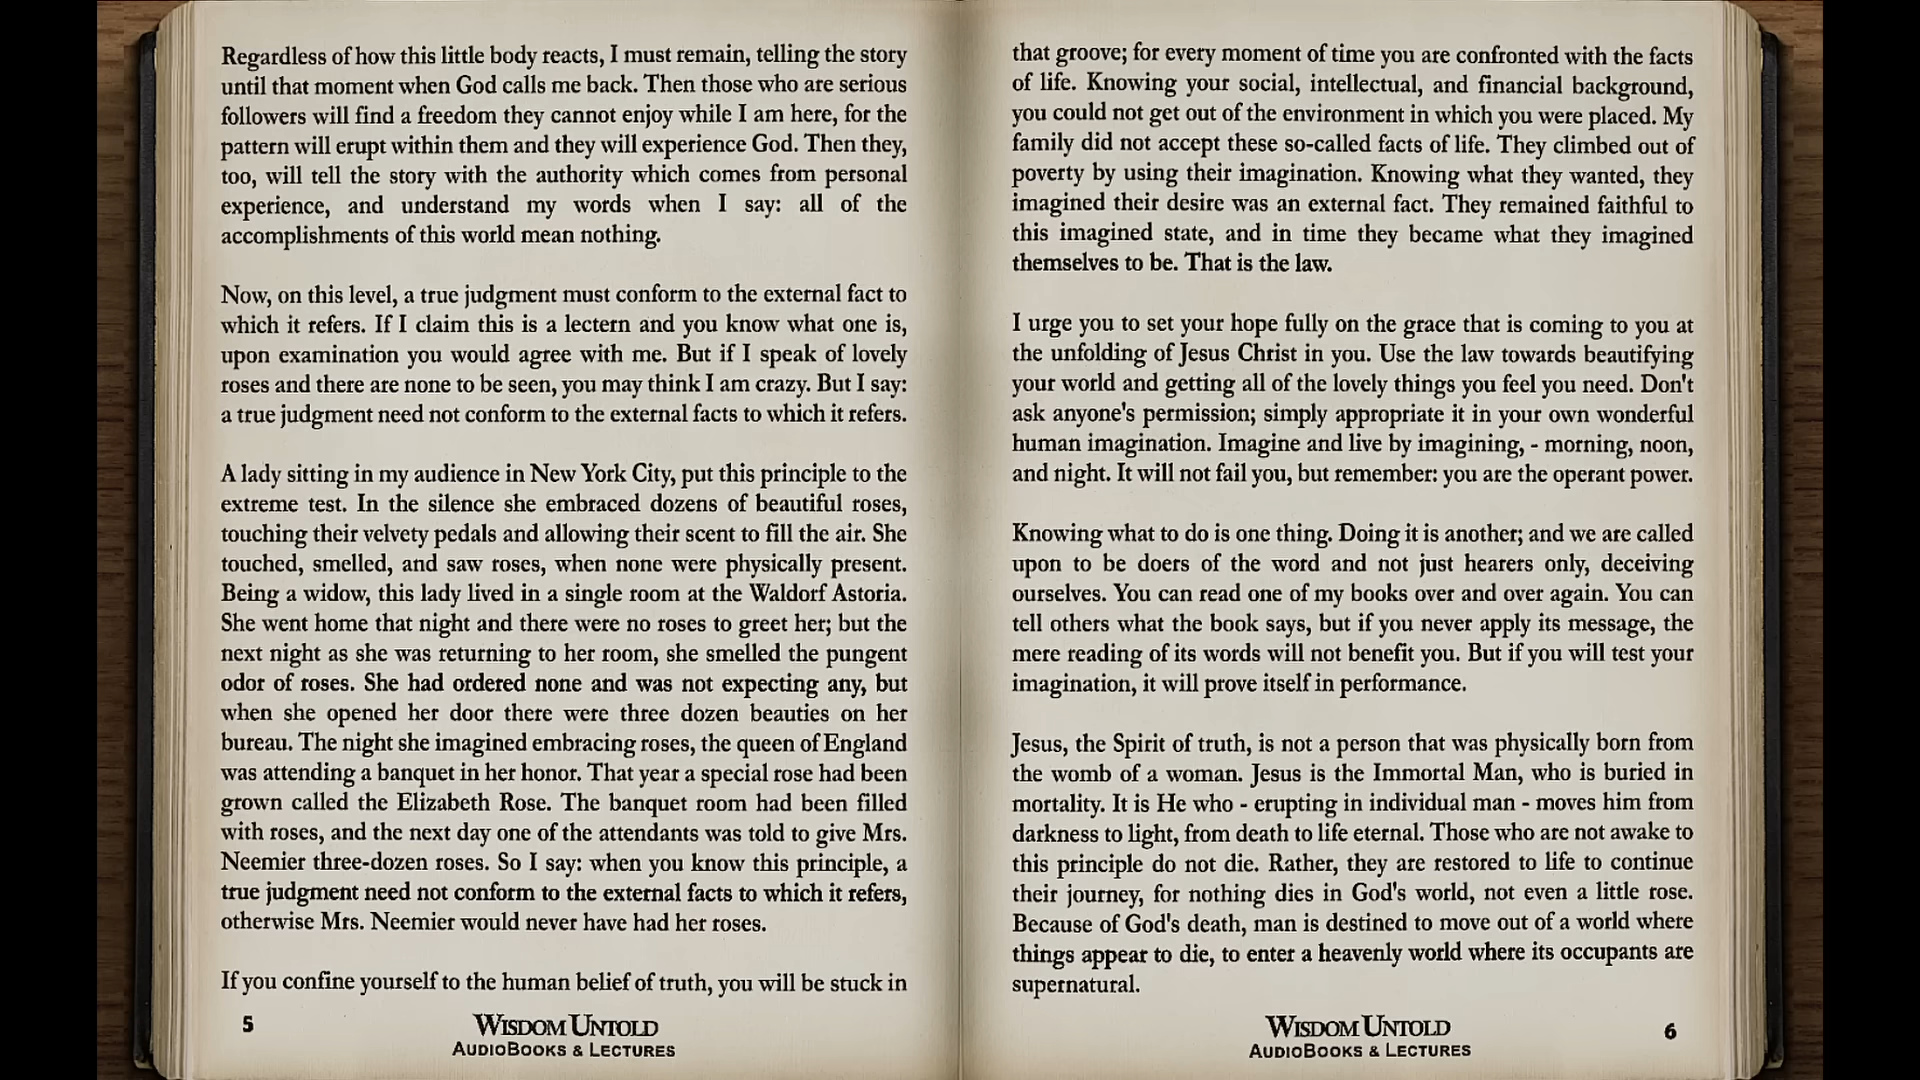 Regardless of how this little body reacts, I must remain, telling the story
until that moment when God calls me back. Then those who are serious
followers will find a freedom they cannot enjoy while I am here, for the
pattern will erupt within them and they will experience God. Then they,
too, will tell the story with the authority which comes from personal
experience, and understand my words when I say: all of the
accomplishments of this world mean nothing.
Now, on this level, a true judgment must conform to the external fact to
which it refers. If I claim this is a lectern and you know what one is,
upon examination you would agree with me. But if I speak of lovely
roses and there are none to be seen, you may think I am crazy. But I say:
a true judgment need not conform to the external facts to which it refers.
A lady sitting in my audience in New York City, put this principle to the
extreme test. In the silence she embraced dozens of beautiful roses,
touching their velvety pedals and allowing their scent to fill the air. She
touched, smelled, and saw roses, when none were physically present.
Being a widow, this lady lived in a single room at the Waldorf Astoria.
She went home that night and there were no roses to greet her; but the
next night as she was returning to her room, she smelled the pungent
odor of roses. She had ordered none and was not expecting any, but
when she opened her door there were three dozen beauties on her
bureau. The night she imagined embracing roses, the queen of England
was attending a banquet in her honor. That year a special rose had been
grown called the Elizabeth Rose. The banquet room had been filled
with roses, and the next day one of the attendants was told to give Mrs.
Neemier three-dozen roses. So I say: when you know this principle, a
true judgment need not conform to the external facts to which it refers,
otherwise Mrs. Neemier would never have had her roses.
If you confine yourself to the human belief of truth, you will be stuck in
5
WISDOM UNTOLD
AUDIOBOOKS & LECTURES
that groove; for every moment of time you are confronted with the facts
of life. Knowing your social, intellectual, and financial background,
you could not get out of the environment in which you were placed. My
family did not accept these so-called facts of life. They climbed out of
poverty by using their imagination. Knowing what they wanted, they
imagined their desire was an external fact. They remained faithful to
this imagined state, and in time they became what they imagined
themselves to be. That is the law.
I urge you to set your hope fully on the grace that is coming to you at
the unfolding of Jesus Christ in you. Use the law towards beautifying
your world and getting all of the lovely things you feel you need. Don't
ask anyone's permission; simply appropriate it in your own wonderful
human imagination. Imagine and live by imagining, - morning, noon,
and night. It will not fail you, but remember: you are the operant power.
Knowing what to do is one thing. Doing it is another; and we are called
upon to be doers of the word and not just hearers only, deceiving
ourselves. You can read one of my books over and over again. You can
tell others what the book says, but if you never apply its message, the
mere reading of its words will not benefit you. But if you will test your
imagination, it will prove itself in performance.
Jesus, the Spirit of truth, is not a person that was physically born from
the womb of a woman. Jesus is the Immortal Man, who is buried in
mortality. It is He who - erupting in individual man - moves him from
darkness to light, from death to life eternal. Those who are not awake to
this principle do not die. Rather, they are restored to life to continue
their journey, for nothing dies in God's world, not even a little rose.
Because of God's death, man is destined to move out of a world where
things appear to die, to enter a heavenly world where its occupants are
supernatural.
WISDOM UNTOLD
AUDIOBOOKS & LECTURES
6